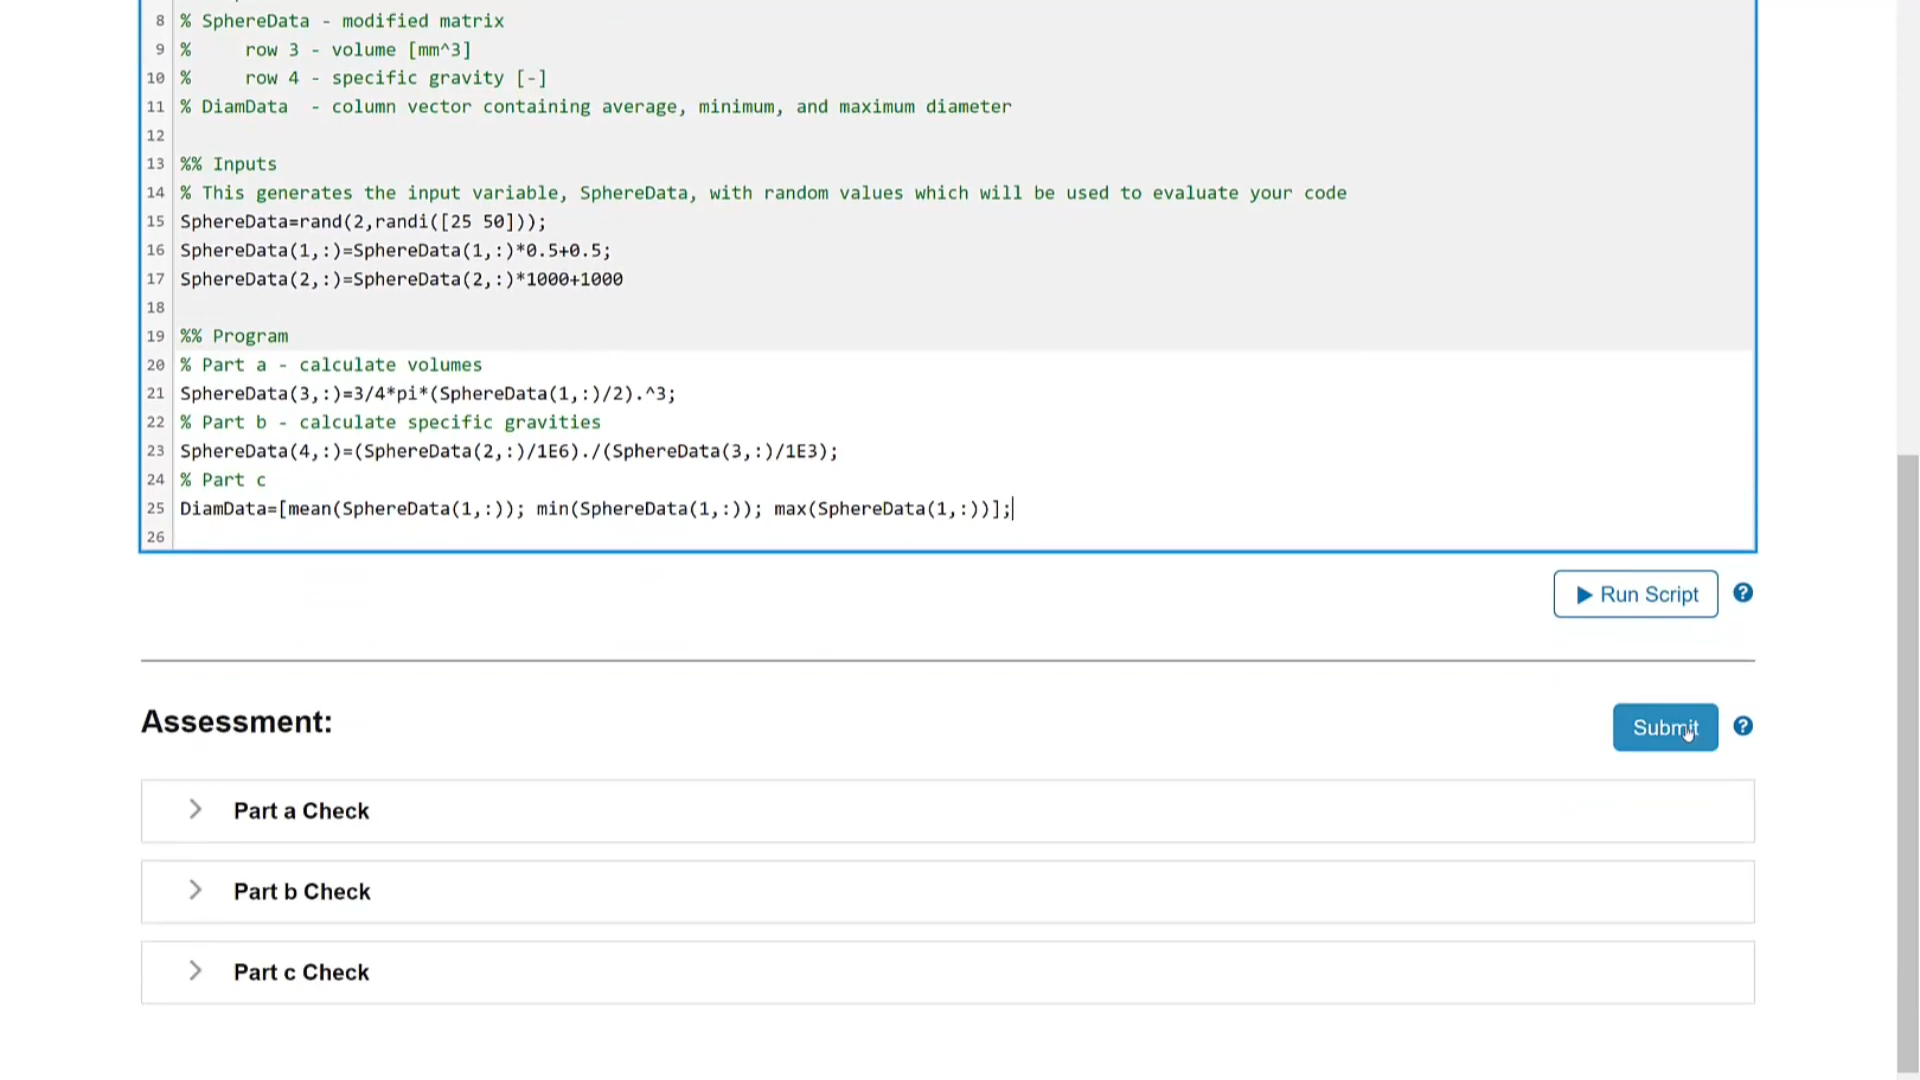 8 % SphereData - modified matrix
9 %     row 3 - volume [mm^3]
10 %     row 4 - specific gravity [-]
11 % DiamData  - column vector containing average, minimum, and maximum diameter
12
13 %% Inputs
14 % This generates the input variable, SphereData, with random values which will be used to evaluate your code
15 SphereData=rand(2,randi([25 50]));
16 SphereData(1,:)=SphereData(1,:)*0.5+0.5;
17 SphereData(2,:)=SphereData(2,:)*1000+1000
18
19 %% Program
20 % Part a - calculate volumes
21 SphereData(3,:)=3/4*pi*(SphereData(1,:)/2).^3;
22 % Part b - calculate specific gravities
23 SphereData(4,:)=(SphereData(2,:)/1E6)./(SphereData(3,:)/1E3);
24 % Part c
25 DiamData=[mean(SphereData(1,:)); min(SphereData(1,:)); max(SphereData(1,:))];
26
Run Script ?
Assessment:
Submit ?
Part a Check
Part b Check
Part c Check